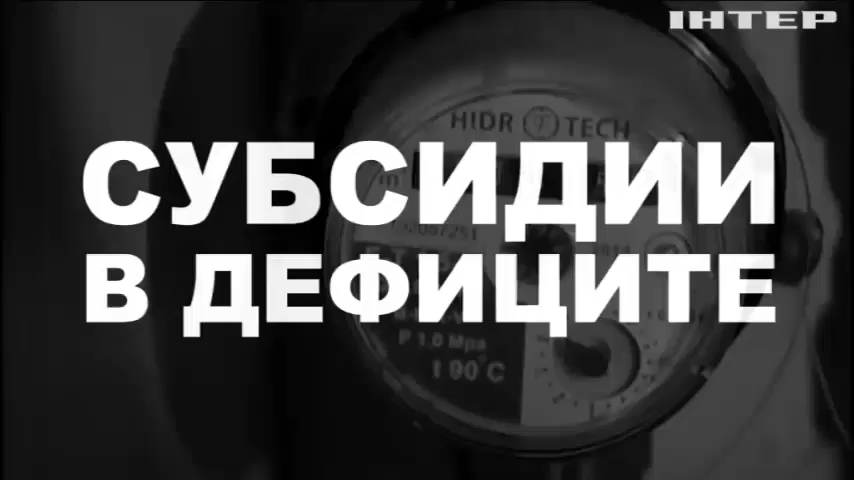 ІНТЕР
HIDR TECH
СУБСИДИИ
В ДЕФИЦИТЕ
P 1.0 Mpa
t 90°C